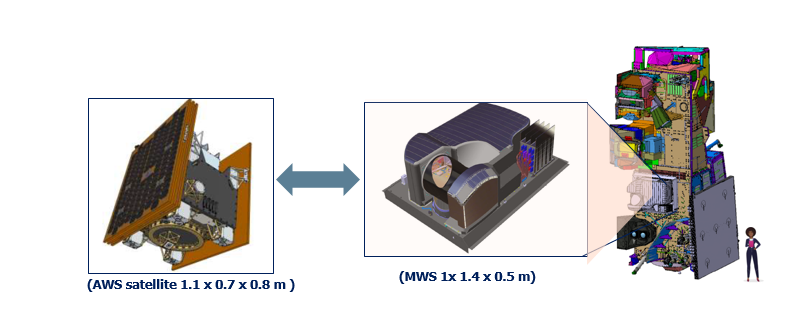 (AWS satellite 1.1 x 0.7 x 0.8 m )
(MWS 1x 1.4 x 0.5 m)